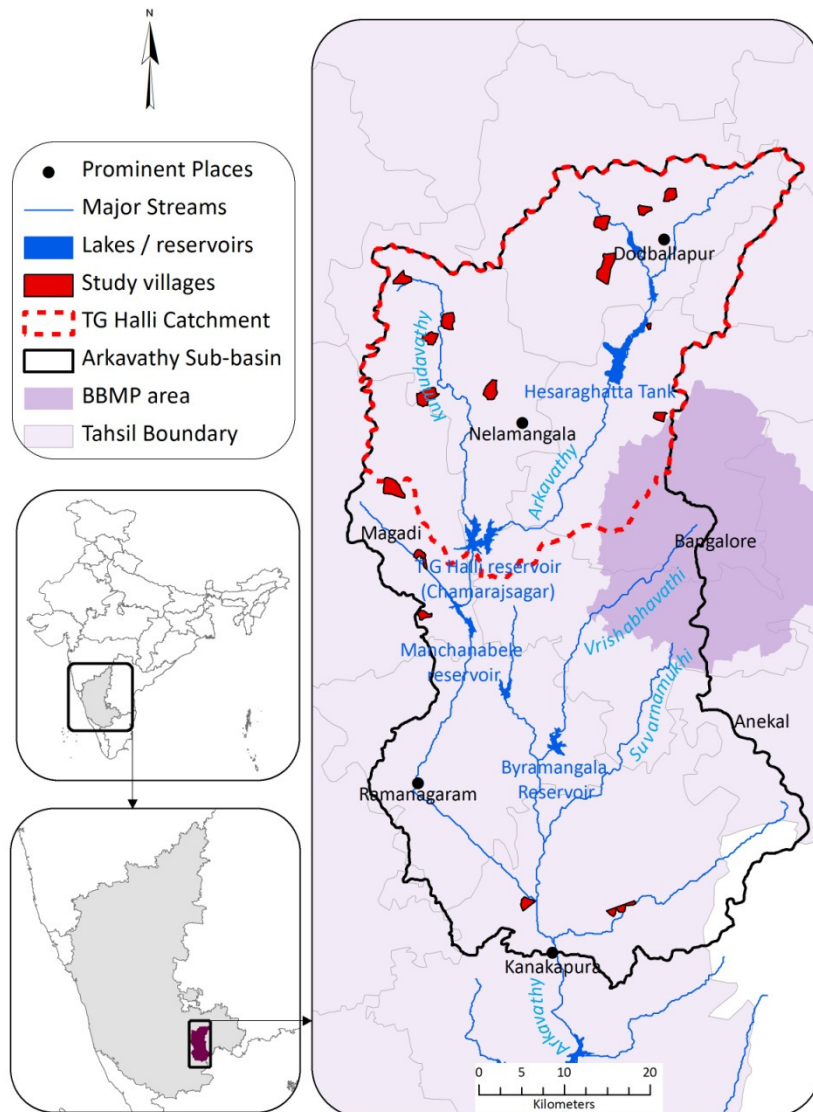 N
Prominent Places
Major Streams
Lakes / reservoirs
Study villages
TG Halli Catchment
Arkavathy Sub-basin
BBMP area
Tahsil Boundary
Dodballapur
Kumundavathy
Hesaraghatta Tank
Nelamangala
Arkavathy
Magadi
Bangalore
T G Halli reservoir
(Chamarajsagar)
Vrishabhavathi
Manchanabele
reservoir
Suvarnamukhi
Anekal
Byramangala
Reservoir
Ramanagaram
Kanakapura
Arkavathy
0 5 10 20
Kilometers